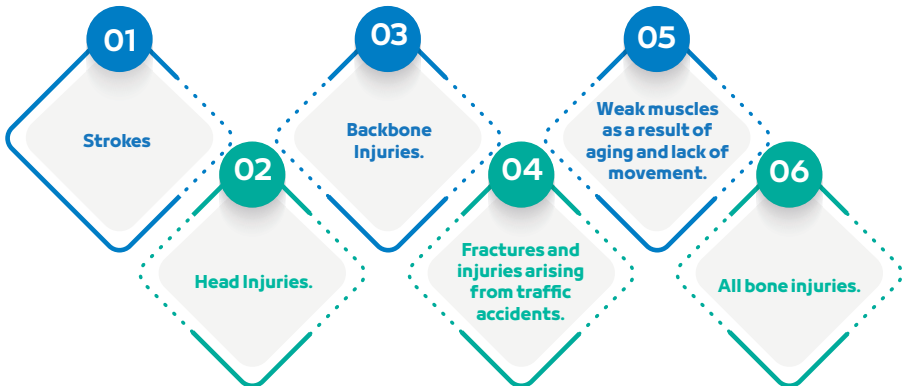 01
Strokes
02
Head Injuries.
03
Backbone
Injuries.
04
Fractures and
injuries arising
from traffic
accidents.
05
Weak muscles
as a result of
aging and lack of
movement.
06
All bone injuries.